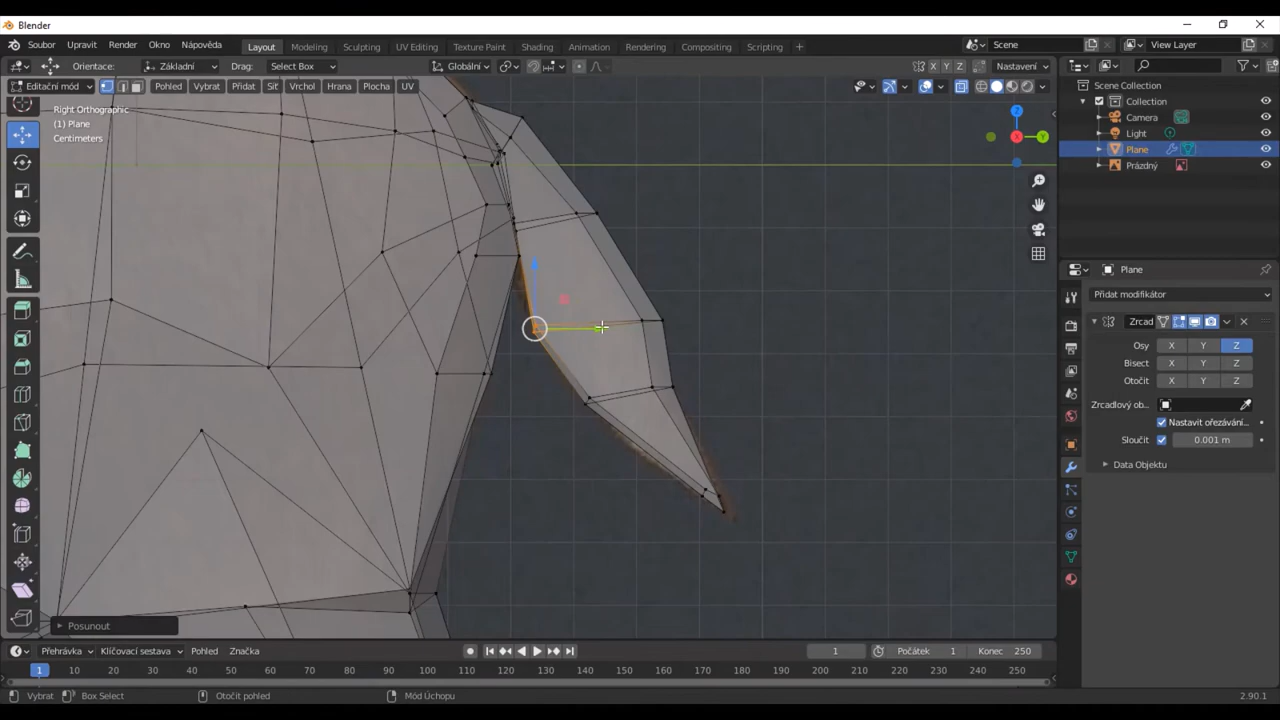 Blender
Soubor Upravit Render Okno Nápověda Layout Modeling Sculpting UV Editing Texture Paint Shading Animation Rendering Compositing Scripting + Scene View Layer
Orientace: Základní Drag: Select Box Globální X Y Z Nastavení
Editační mód Pohled Vybrat Přidat Sit Vrchol Hrana Plocha UV
Scene Collection
Collection
Camera
Light
Plane
Prázdný
Right Orthographic
(1) Plane
Centimeters
Z
X
Y
Plane
Přidat modifikátor
Zrcad
Osy X Y Z
Bisect X Y Z
Otočit X Y Z
Zrcadlový ob..
Nastavit ořezávání...
Sloučit 0.001 m
Data Objektu
Posunout
Přehrávka Klíčovací sestava Pohled Značka 1 Počátek 1 Konec 250
1 10 20 30 40 50 60 70 80 90 100 110 120 130 140 150 160 170 180 190 200 210 220 230 240 250
Vybrat Box Select Otočit pohled Mód Úchopu 2.90.1